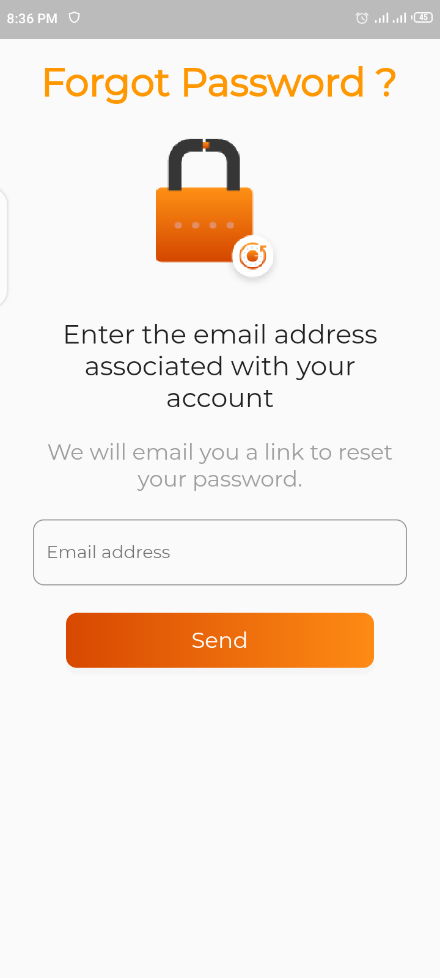 8:36 PM 45
Forgot Password ?
Enter the email address
associated with your
account
We will email you a link to reset
your password.
Email address
Send